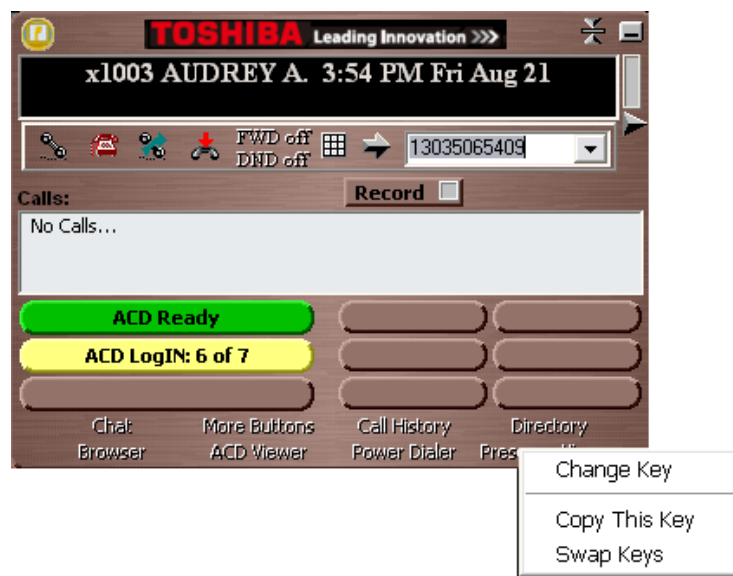 TOSHIBA Leading Innovation >>>
x1003 AUDREY A. 3:54 PM Fri Aug 21
FWD off
DND off
13035065409
Calls:
Record
No Calls...
ACD Ready
ACD LogIN: 6 of 7
Chat More Buttons Call History Directory
Browser ACD Viewer Power Dialer
Change Key
Copy This Key
Swap Keys